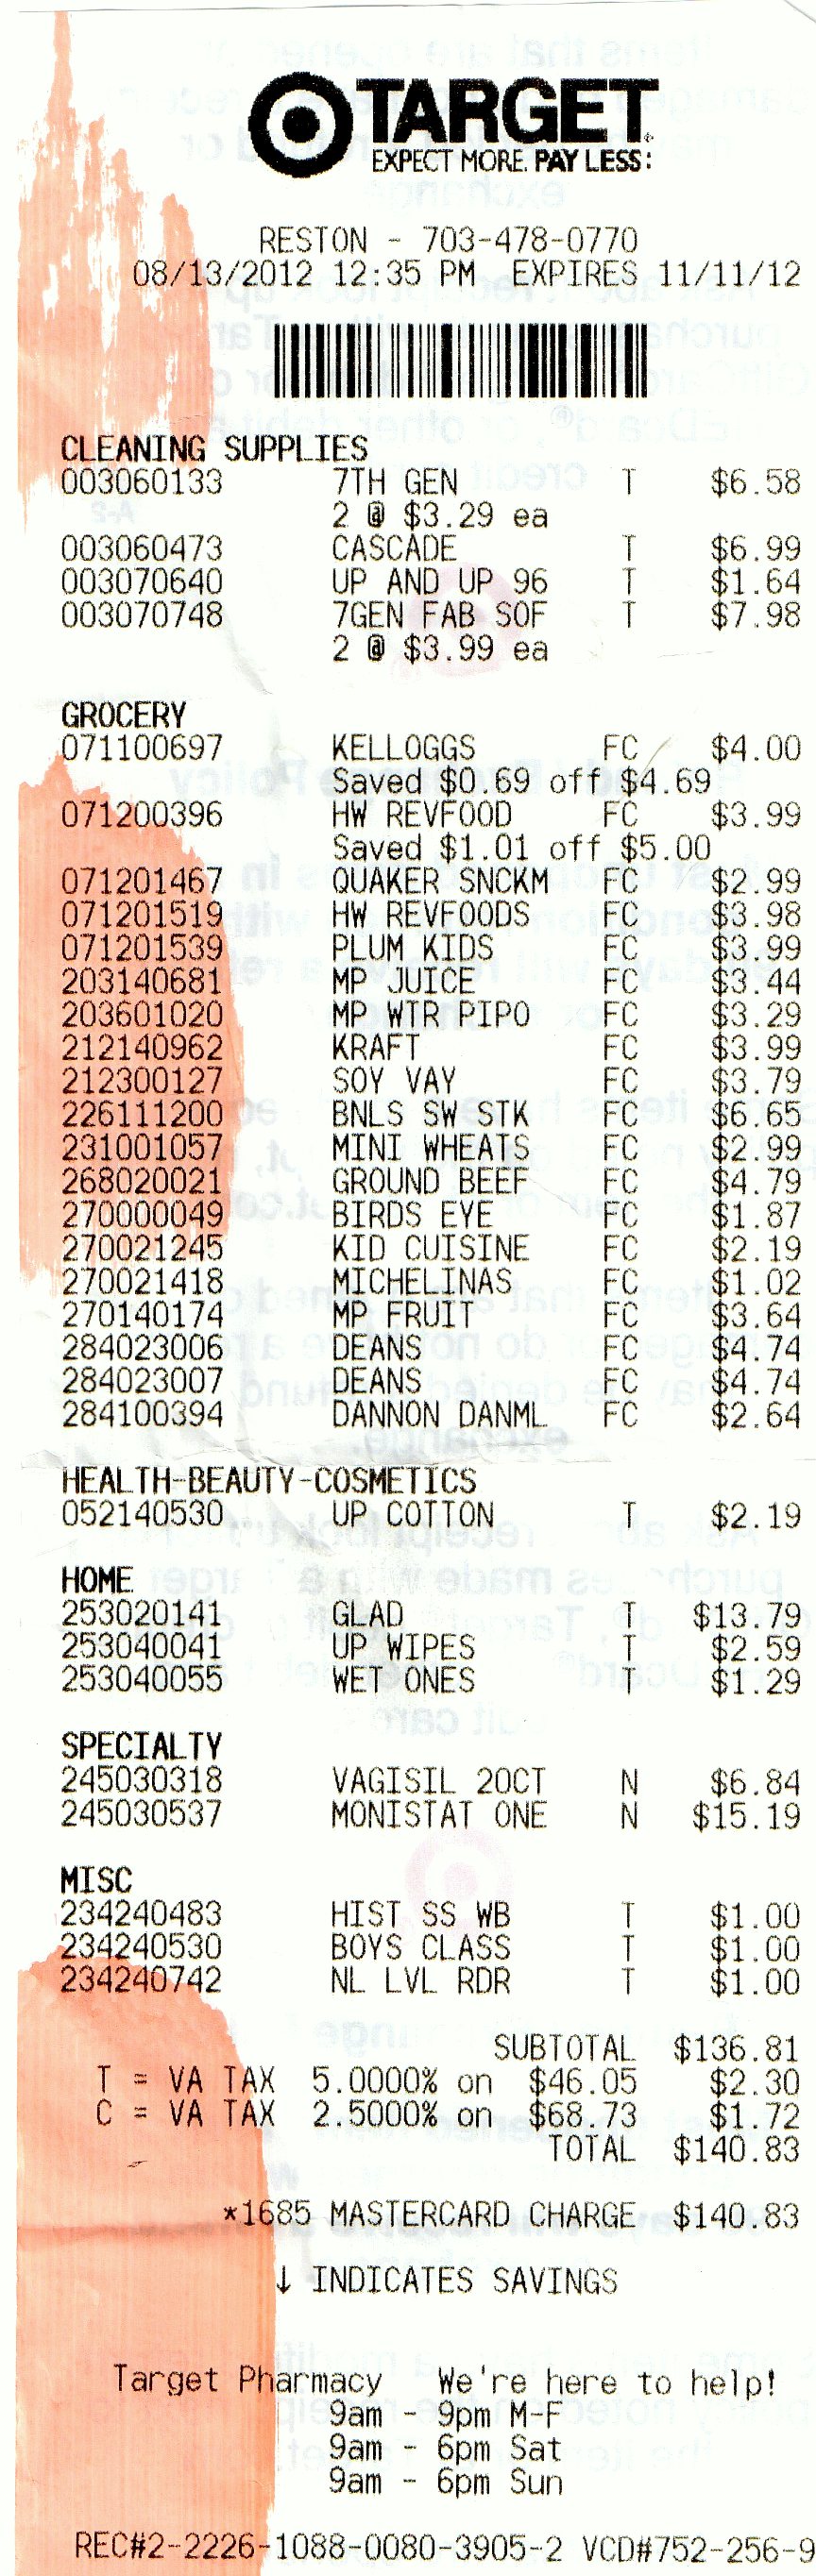 TARGET
EXPECT MORE. PAY LESS.
RESTON - 703-478-0770
08/13/2012 12:35 PM EXPIRES 11/11/12
CLEANING SUPPLIES
003060133 7TH GEN T $6.58
2 @ $3.29 ea
003060473 CASCADE T $6.99
003070640 UP AND UP 96 T $1.64
003070748 7GEN FAB SOF T $7.98
2 @ $3.99 ea
GROCERY
071100697 KELLOGGS FC $4.00
Saved $0.69 off $4.69
071200396 HW REVFOOD FC $3.99
Saved $1.01 off $5.00
071201467 QUAKER SNCKM FC $2.99
071201519 HW REVFOODS FC $3.98
071201539 PLUM KIDS FC $3.99
203140681 MP JUICE FC $3.44
203601020 MP WTR PIPO FC $3.29
212140962 KRAFT FC $3.99
212300127 SOY VAY FC $3.79
226111200 BNLS SW STK FC $6.65
231001057 MINI WHEATS FC $2.99
268020021 GROUND BEEF FC $4.79
270000049 BIRDS EYE FC $1.87
270021245 KID CUISINE FC $2.19
270021418 MICHELINAS FC $1.02
270140174 MP FRUIT FC $3.64
284023006 DEANS FC $4.74
284023007 DEANS FC $4.74
284100394 DANNON DANML FC $2.64
HEALTH-BEAUTY-COSMETICS
052140530 UP COTTON T $2.19
HOME
253020141 GLAD T $13.79
253040041 UP WIPES T $2.59
253040055 WET ONES T $1.29
SPECIALTY
245030318 VAGISIL 20CT N $6.84
245030537 MONISTAT ONE N $15.19
MISC
234240483 HIST SS WB T $1.00
234240530 BOYS CLASS T $1.00
234240742 NL LVL RDR T $1.00
SUBTOTAL $136.81
T = VA TAX 5.0000% on $46.05 $2.30
C = VA TAX 2.5000% on $68.73 $1.72
TOTAL $140.83
*1685 MASTERCARD CHARGE $140.83
↓ INDICATES SAVINGS
Target Pharmacy We're here to help!
9am - 9pm M-F
9am - 6pm Sat
9am - 6pm Sun
REC#2-2226-1088-0080-3905-2 VCD#752-256-9